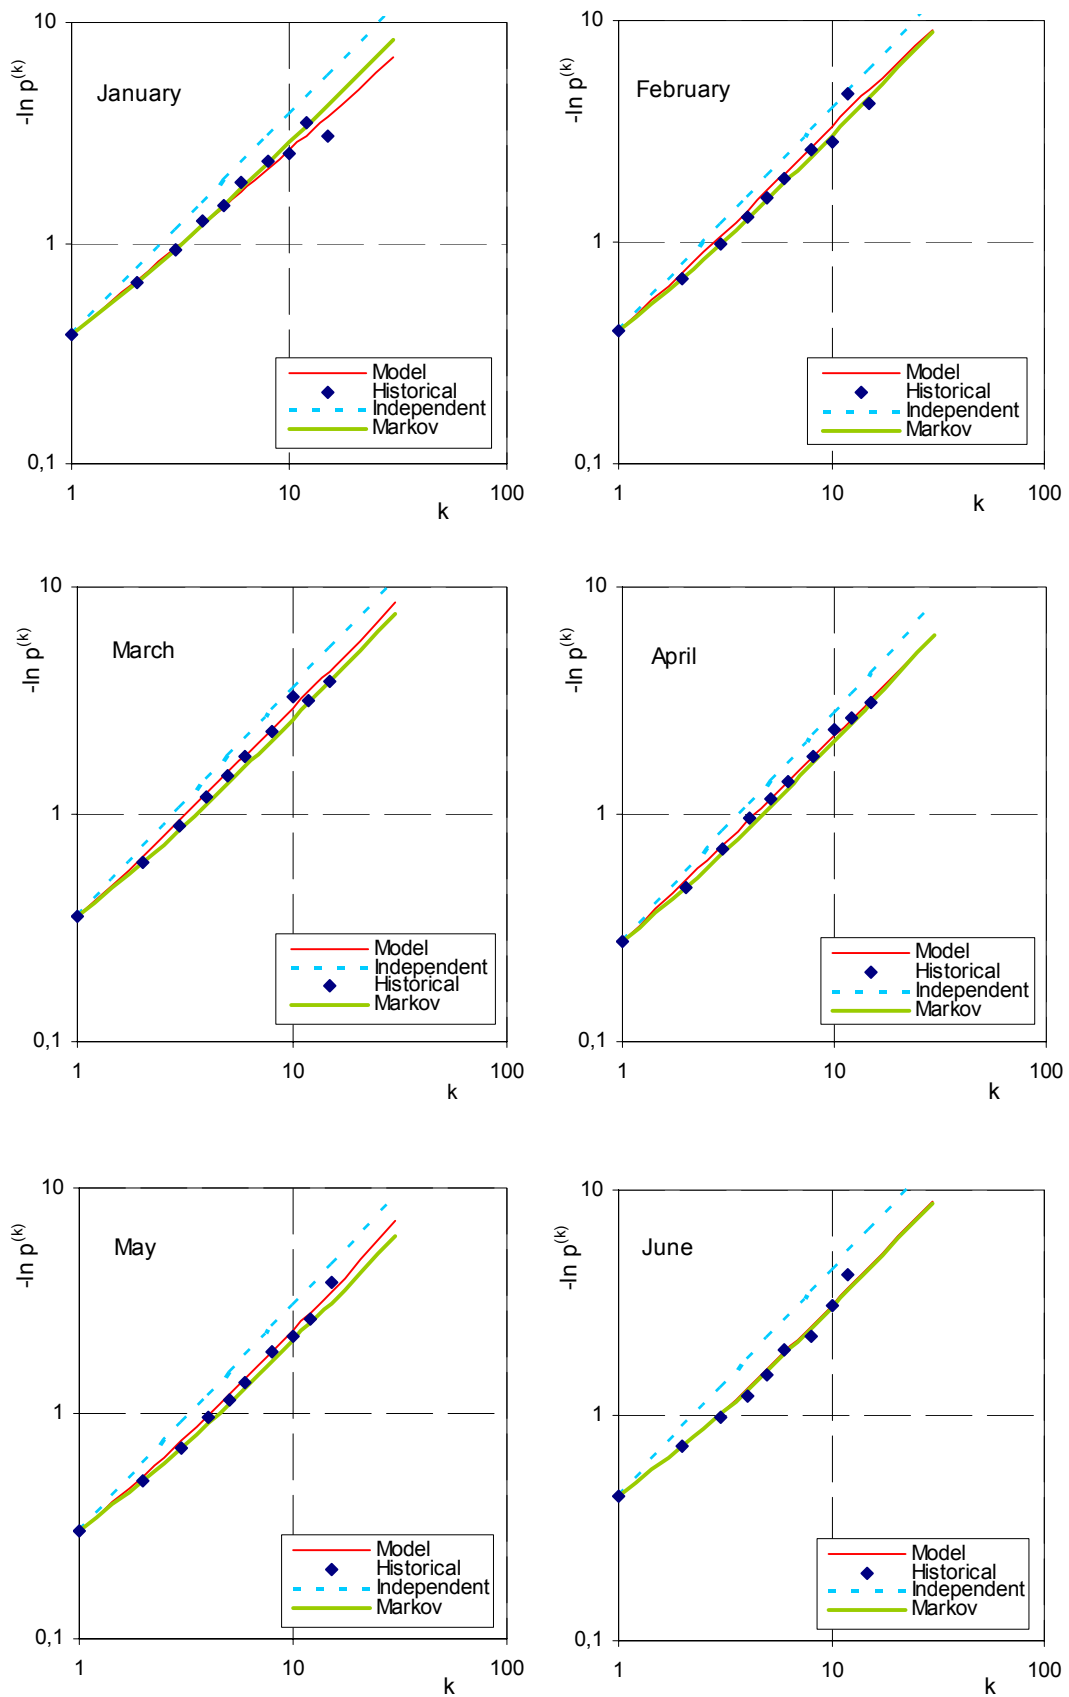 10
-ln p^(k)
January
1
Model
Historical
Independent
Markov
0,1
1
10
100
k
10
-ln p^(k)
February
1
Model
Historical
Independent
Markov
0,1
1
10
100
k
10
-ln p^(k)
March
1
Model
Independent
Historical
Markov
0,1
1
10
100
k
10
-ln p^(k)
April
1
Model
Historical
Independent
Markov
0,1
1
10
100
k
10
-ln p^(k)
May
1
Model
Historical
Independent
Markov
0,1
1
10
100
k
10
-ln p^(k)
June
1
Model
Historical
Independent
Markov
0,1
1
10
100
k